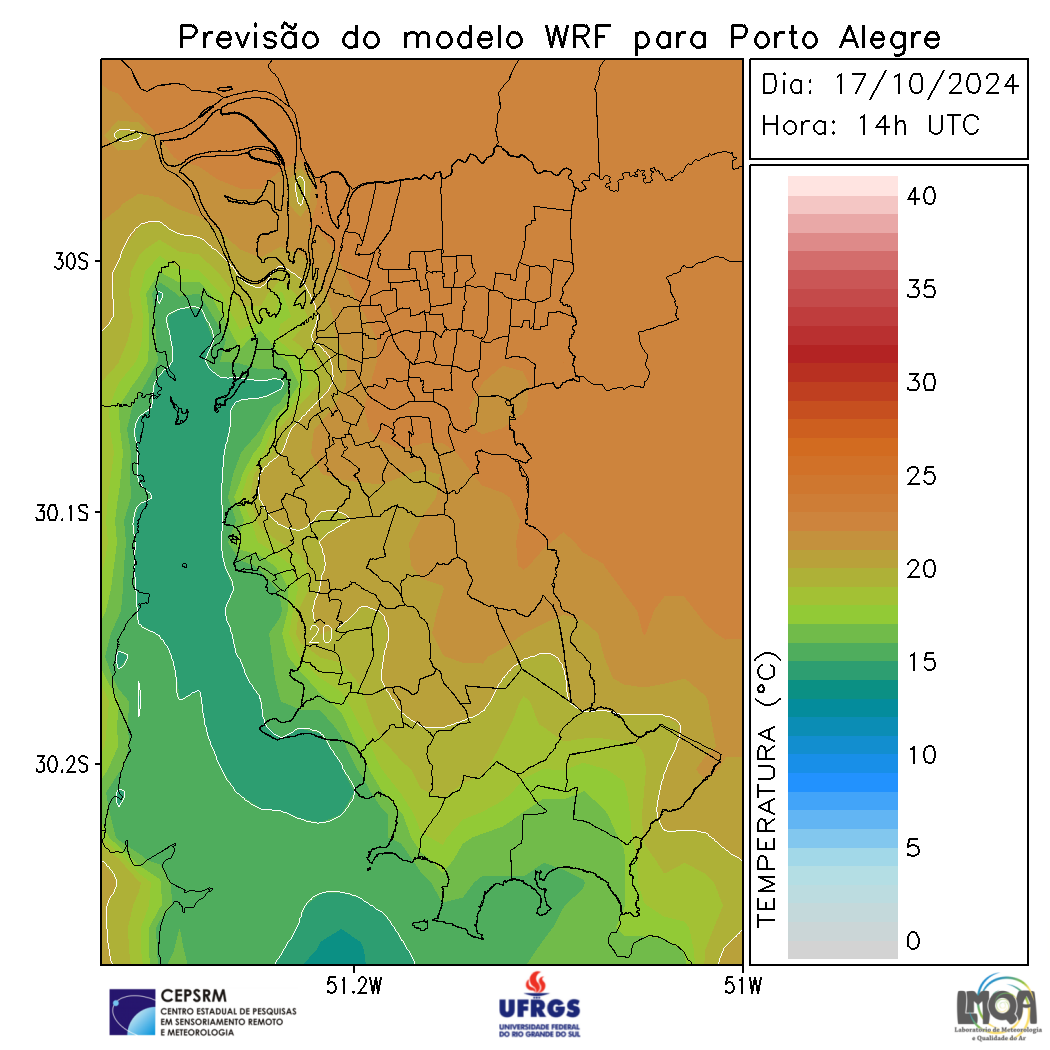 Previsão do modelo WRF para Porto Alegre
Dia: 17/10/2024
Hora: 14h UTC
40
35
30
25
20
15
10
5
0
TEMPERATURA (°C)
30S
30.1S
30.2S
20
51.2W
51W
CEPSRM
CENTRO ESTADUAL DE PESQUISAS
EM SENSORIAMENTO REMOTO
E METEOROLOGIA
UFRGS
UNIVERSIDADE FEDERAL
DO RIO GRANDE DO SUL
LMQA
Laboratório de Meteorologia
e Qualidade do Ar